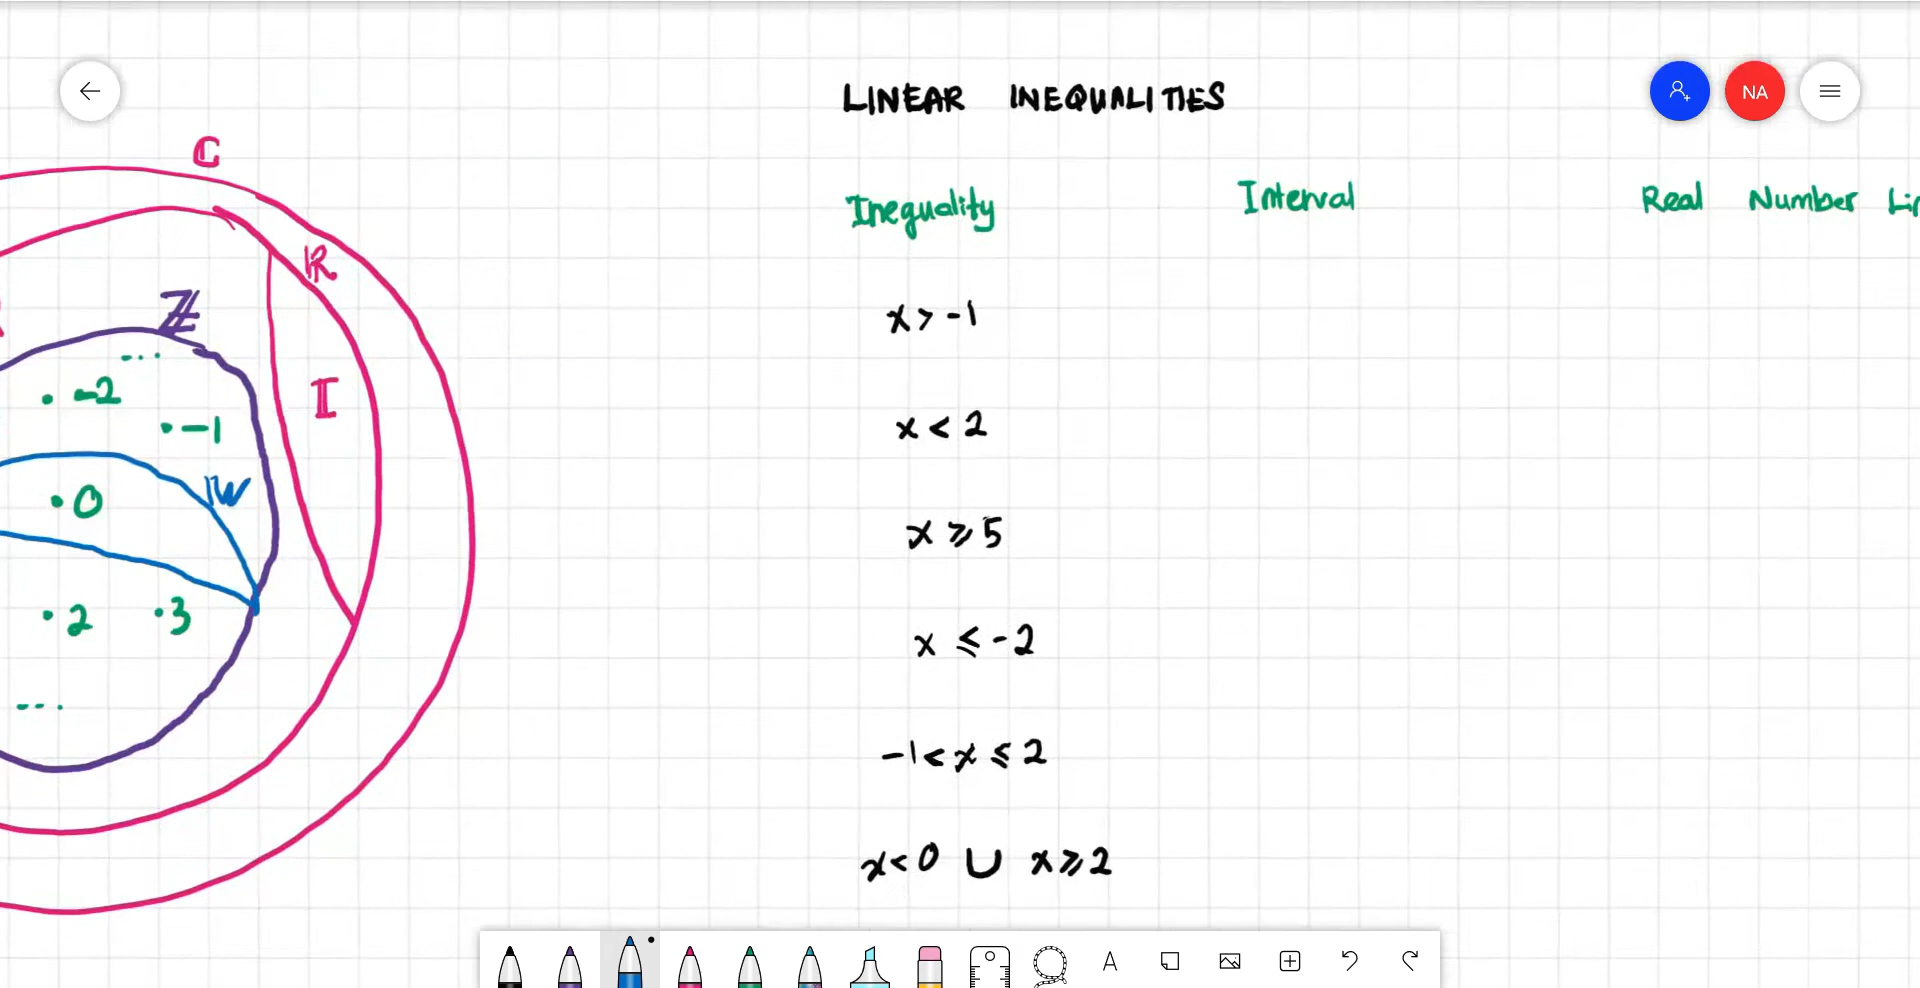 LINEAR INEQUALITIES
NA
C
Inequality Interval Real Number
R
Z
x > -1
...
-2
I
-1
x < 2
W
0
x ⩾ 5
2 3
x ⩽ -2
...
-1 < x ⩽ 2
x < 0 ∪ x ⩾ 2
A